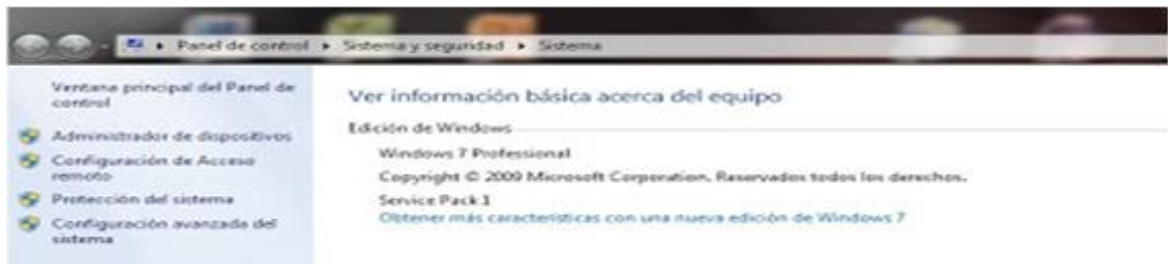 Panel de control ▸ Sistema y seguridad ▸ Sistema
Ventana principal del Panel de
control
Administrador de dispositivos
Configuración de Acceso
remoto
Protección del sistema
Configuración avanzada del
sistema
Ver información básica acerca del equipo
Edición de Windows
Windows 7 Professional
Copyright © 2009 Microsoft Corporation. Reservados todos los derechos.
Service Pack 1
Obtener más características con una nueva edición de Windows 7